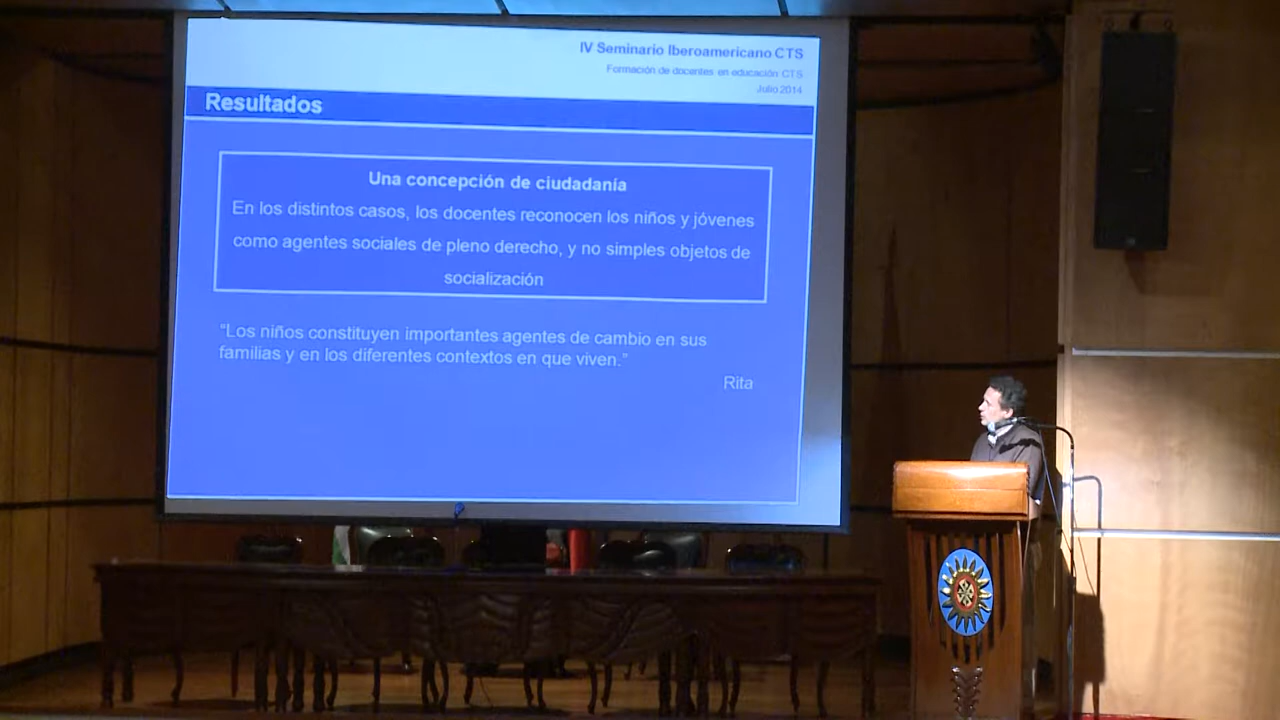 IV Seminario Iberoamericano CTS
Formación de docentes en educación CTS
Julio 2014
Resultados
Una concepción de ciudadanía
En los distintos casos, los docentes reconocen los niños y jóvenes
como agentes sociales de pleno derecho, y no simples objetos de
socialización
"Los niños constituyen importantes agentes de cambio en sus
familias y en los diferentes contextos en que viven."
Rita